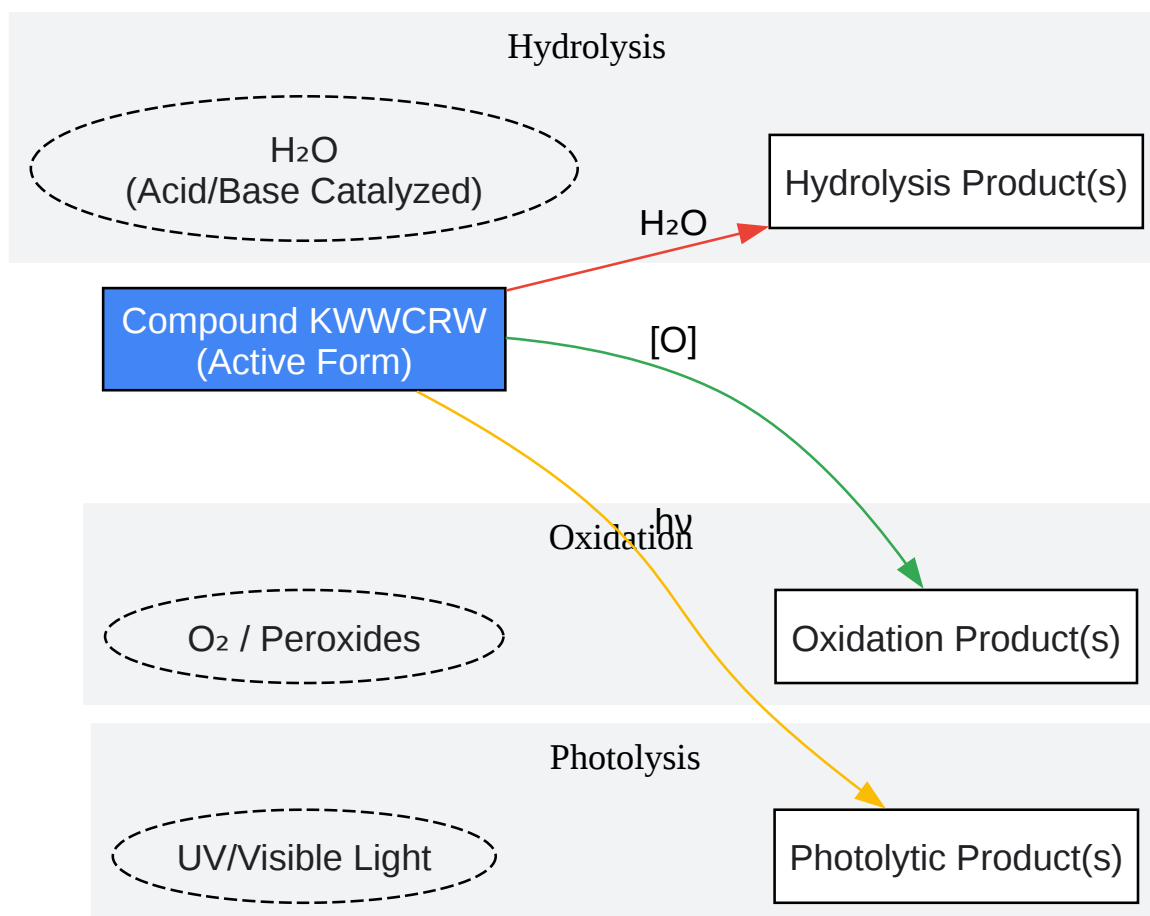 Hydrolysis
H₂O
(Acid/Base Catalyzed)
Hydrolysis Product(s)
H₂O
Compound KWWCRW
(Active Form)
[O]
hν
Oxidation
O₂ / Peroxides
Oxidation Product(s)
Photolysis
UV/Visible Light
Photolytic Product(s)